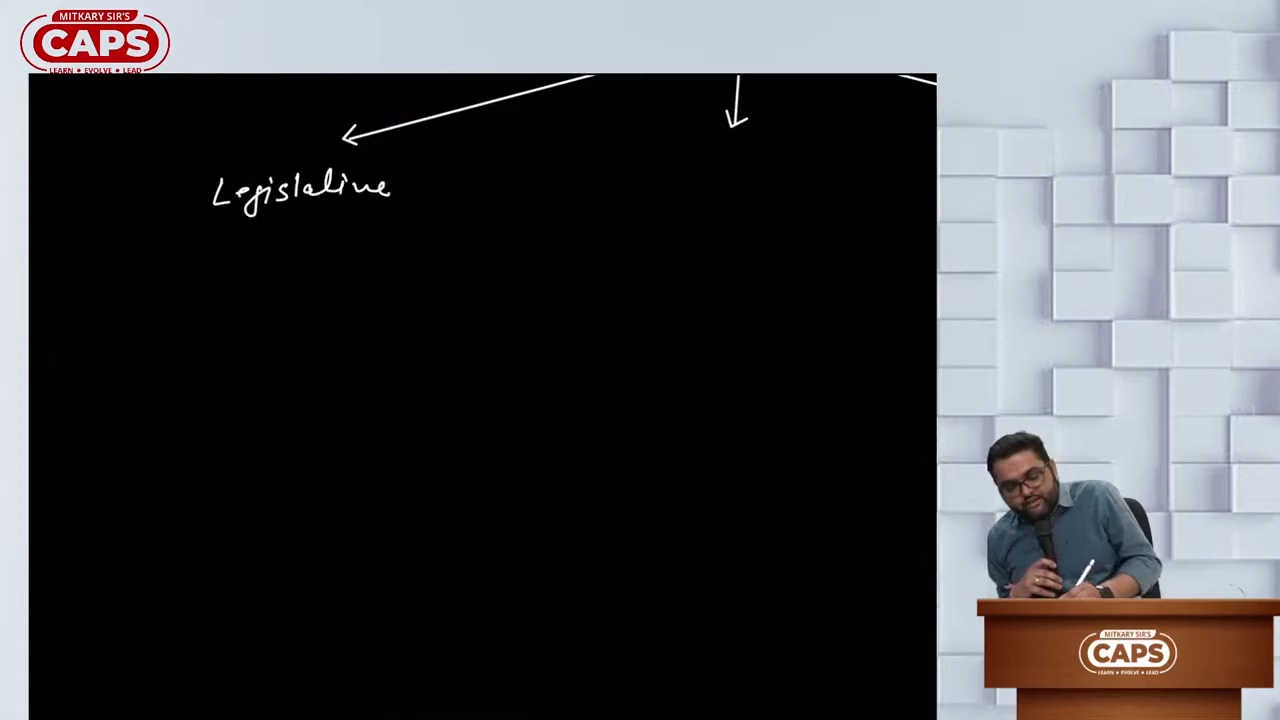 MITKARY SIR'S
CAPS
LEARN • EVOLVE • LEAD
Legislative
MITKARY SIR'S
CAPS
LEARN • EVOLVE • LEAD